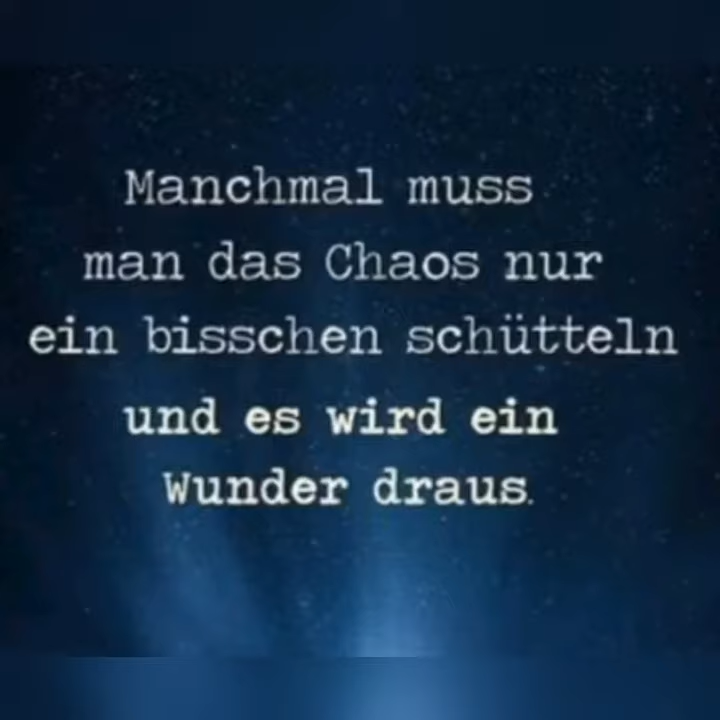 Manchmal muss
man das Chaos nur
ein bisschen schütteln
und es wird ein
Wunder draus.